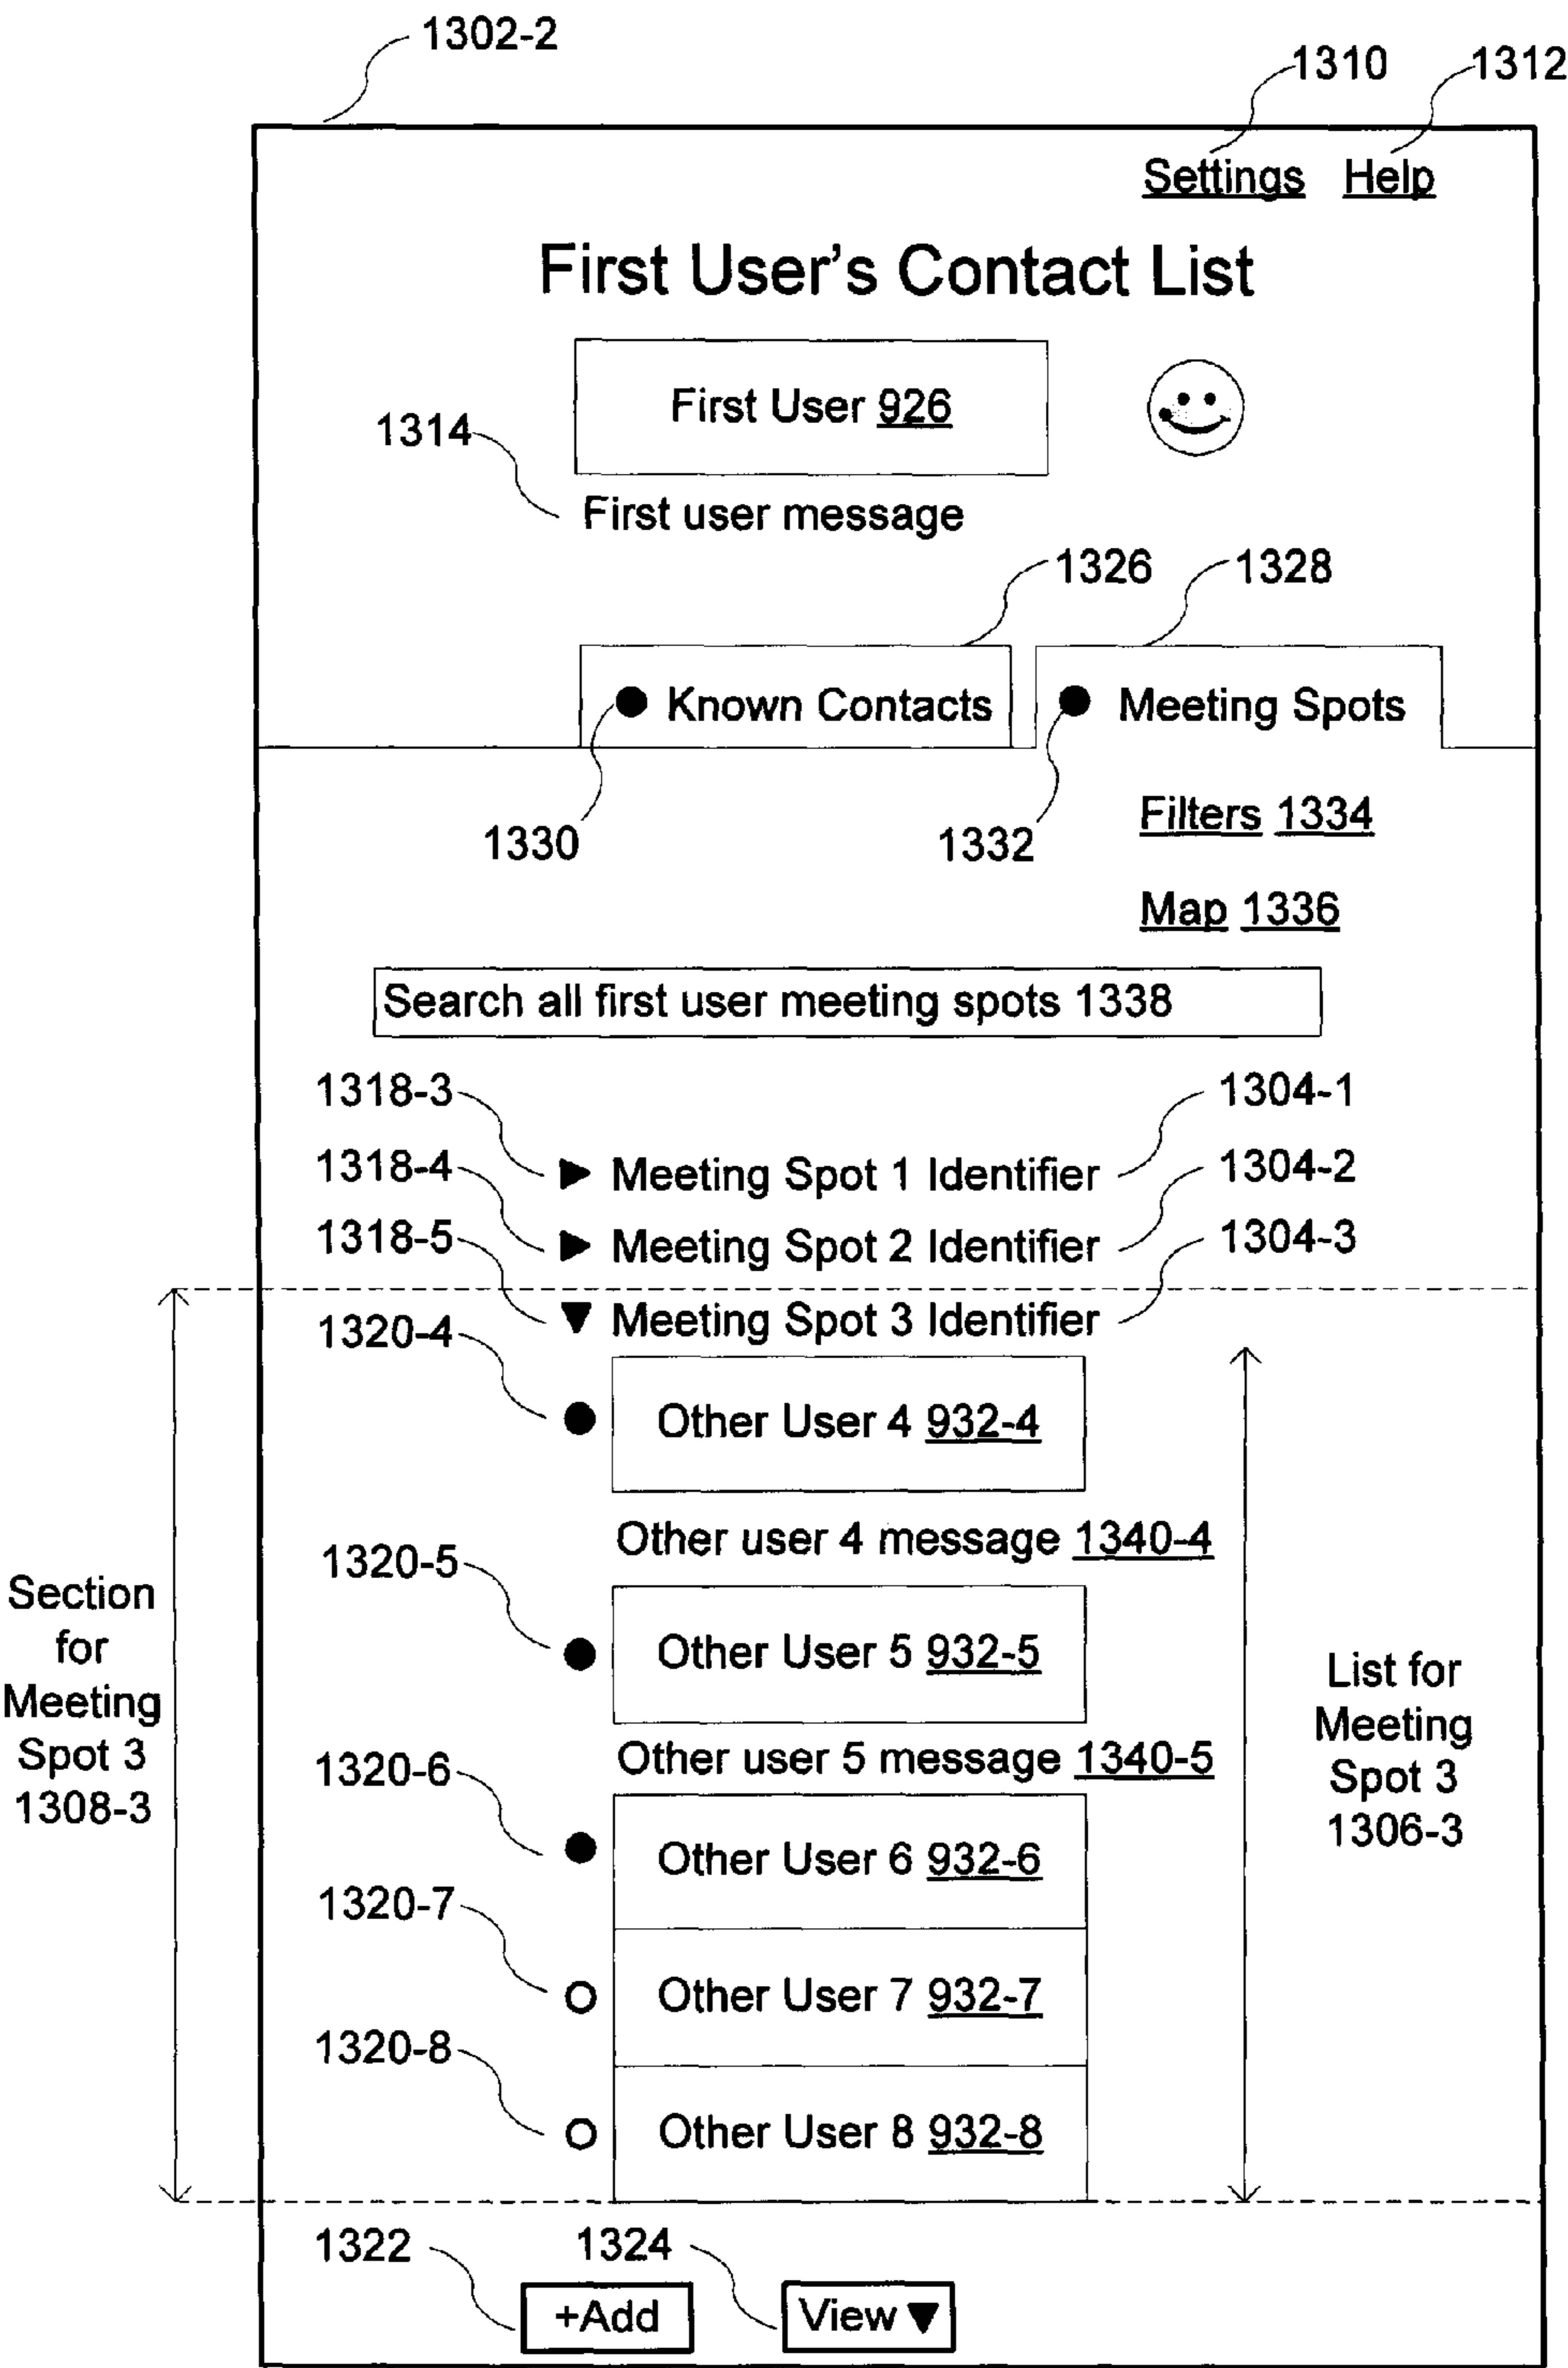 1302-2
1310 1312
Settings Help
First User's Contact List
First User 926
1314
First user message
1326 1328
Known Contacts Meeting Spots
1330 1332
Filters 1334
Map 1336
Search all first user meeting spots 1338
1318-3 1304-1
Meeting Spot 1 Identifier
1318-4 1304-2
Meeting Spot 2 Identifier
1318-5 1304-3
Meeting Spot 3 Identifier
1320-4
Other User 4 932-4
Other user 4 message 1340-4
1320-5
Other User 5 932-5
Other user 5 message 1340-5
1320-6
Other User 6 932-6
1320-7
Other User 7 932-7
1320-8
Other User 8 932-8
Section
for
Meeting
Spot 3
1308-3
List for
Meeting
Spot 3
1306-3
1322 1324
+Add View